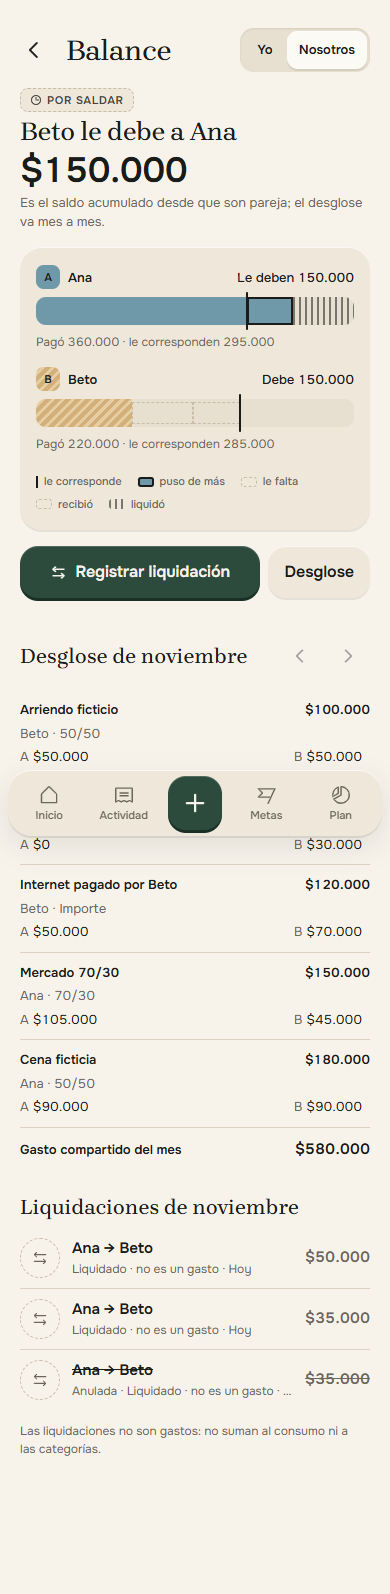 Balance
Yo
Nosotros
POR SALDAR
Beto le debe a Ana
$150.000
Es el saldo acumulado desde que son pareja; el desglose
va mes a mes.
A Ana Le deben 150.000
Pagó 360.000 · le corresponden 295.000
B Beto Debe 150.000
Pagó 220.000 · le corresponden 285.000
le corresponde puso de más le falta
recibió liquidó
Registrar liquidación
Desglose
Desglose de noviembre
Arriendo ficticio $100.000
Beto · 50/50
A $50.000 B $50.000
Inicio Actividad Metas Plan
A $0 B $30.000
Internet pagado por Beto $120.000
Beto · Importe
A $50.000 B $70.000
Mercado 70/30 $150.000
Ana · 70/30
A $105.000 B $45.000
Cena ficticia $180.000
Ana · 50/50
A $90.000 B $90.000
Gasto compartido del mes $580.000
Liquidaciones de noviembre
Ana → Beto $50.000
Liquidado · no es un gasto · Hoy
Ana → Beto $35.000
Liquidado · no es un gasto · Hoy
Ana → Beto $35.000
Anulada · Liquidado · no es un gasto · ...
Las liquidaciones no son gastos: no suman al consumo ni a
las categorías.